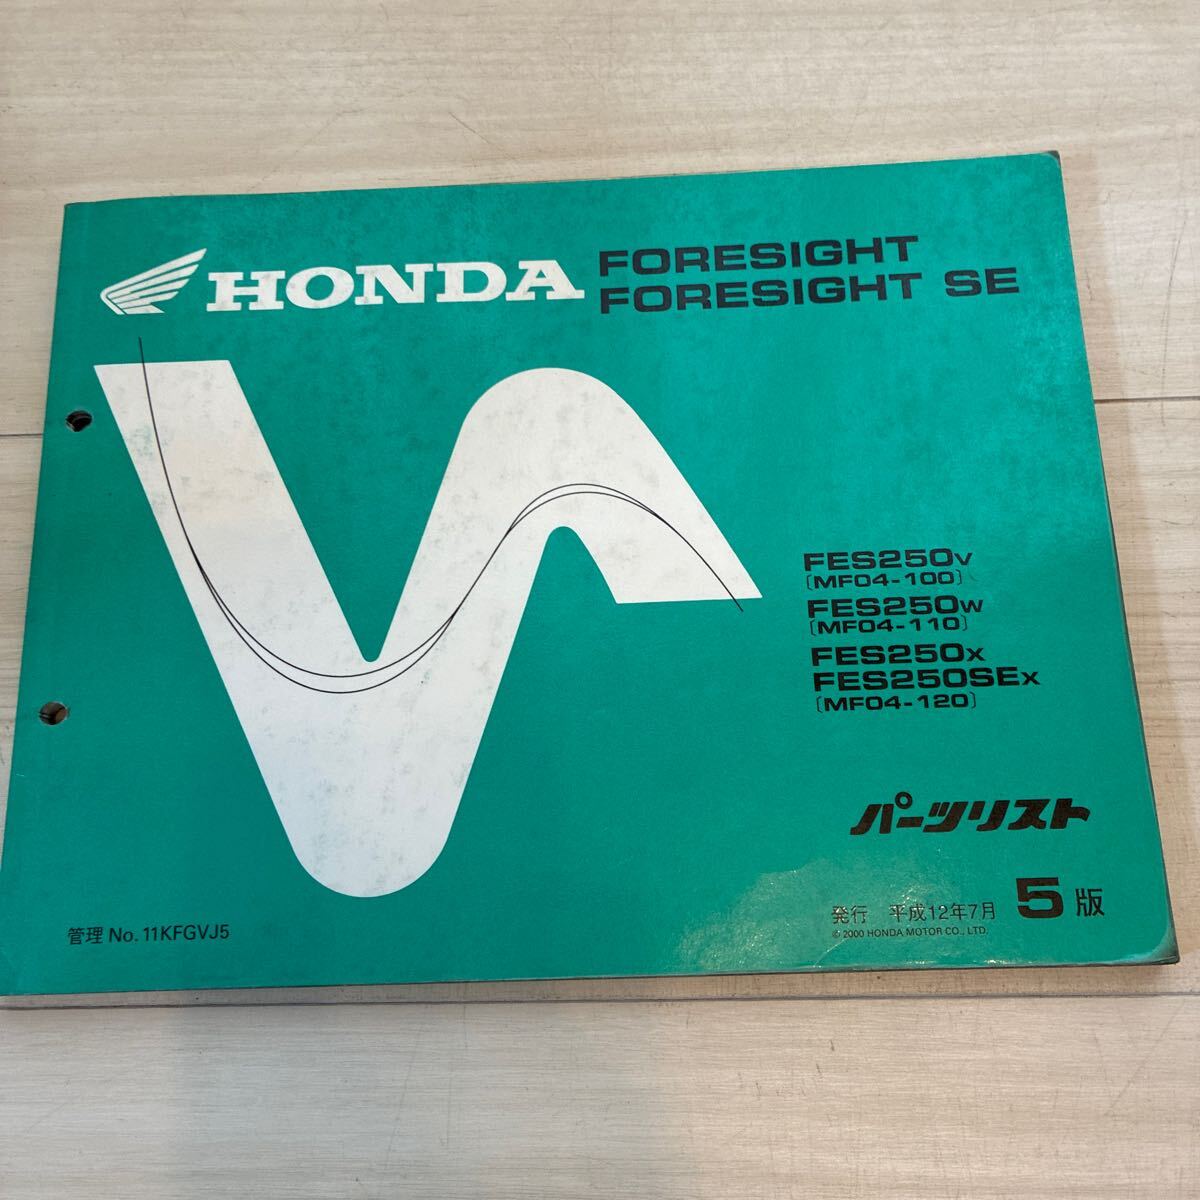 HONDA
FORESIGHT
FORESIGHT SE
FES250V
〔MF04-100〕
FES250W
〔MF04-110〕
FES250X
FES250SEX
〔MF04-120〕
パーツリスト
発行 平成12年7月 5版
© 2000 HONDA MOTOR CO., LTD.
管理 No. 11KFGVJ5